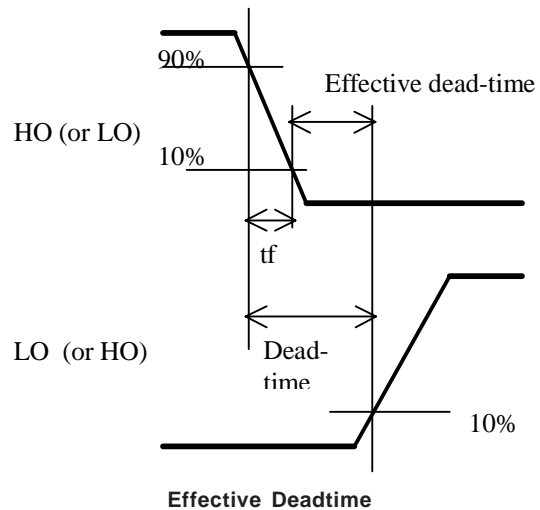 90%
Effective dead-time
HO (or LO)
10%
tf
LO (or HO)
Dead-
time
10%
Effective Deadtime